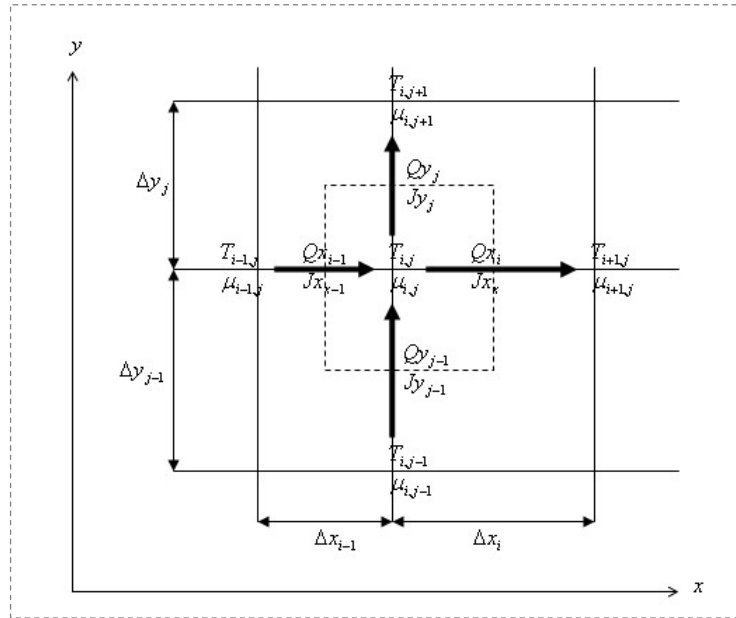 y
T_{i,j+1}
μ_{i,j+1}
Δy_j
Qy_j
Jy_j
T_{i-1,j} Qx_{i-1} T_{i,j} Qx_i T_{i+1,j}
μ_{i-1,j} Jx_{x-1} μ_{i,j} Jx_x μ_{i+1,j}
Δy_{j-1}
Qy_{j-1}
Jy_{j-1}
T_{i,j-1}
μ_{i,j-1}
Δx_{i-1} Δx_i
x